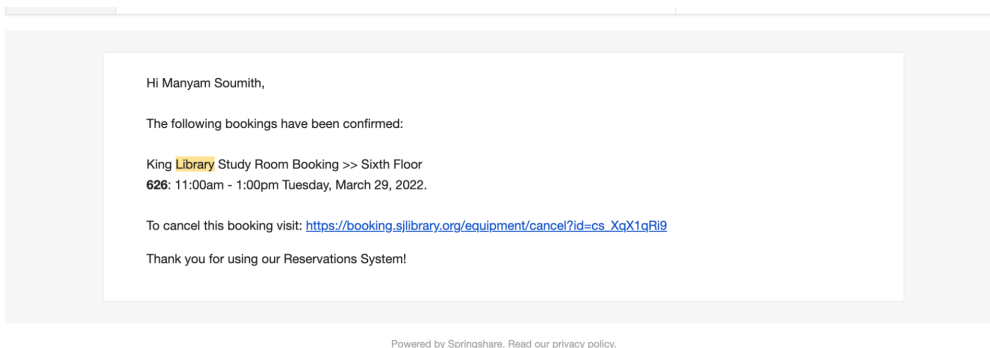 Hi Manyam Soumith,
The following bookings have been confirmed:
King Library Study Room Booking >> Sixth Floor
626: 11:00am - 1:00pm Tuesday, March 29, 2022.
To cancel this booking visit: https://booking.sjlibrary.org/equipment/cancel?id=cs_XqX1qRi9
Thank you for using our Reservations System!
Powered by Springshare. Read our privacy policy.